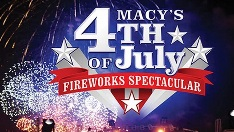 MACY'S
4TH
OF July
FIREWORKS SPECTACULAR